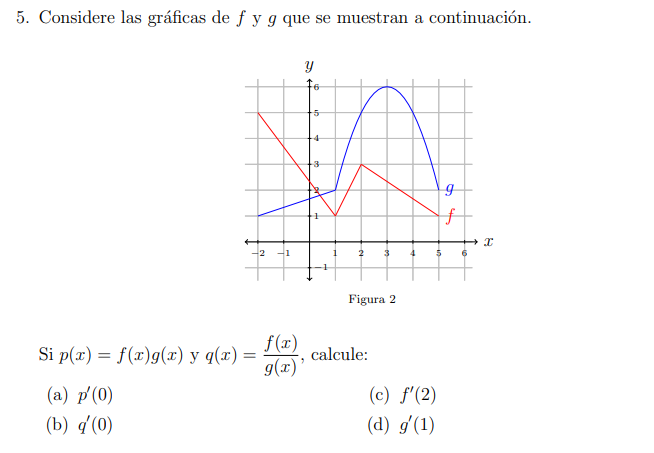 5. Considere las gráficas de f y g que se muestran a continuación.
y
6
5
4
3
2
1
−2 −1 1 2 3 4 5 6 x
−1
g
f
Figura 2
Si p(x) = f(x)g(x) y q(x) = f(x)/g(x), calcule:
(a) p′(0) (c) f′(2)
(b) q′(0) (d) g′(1)